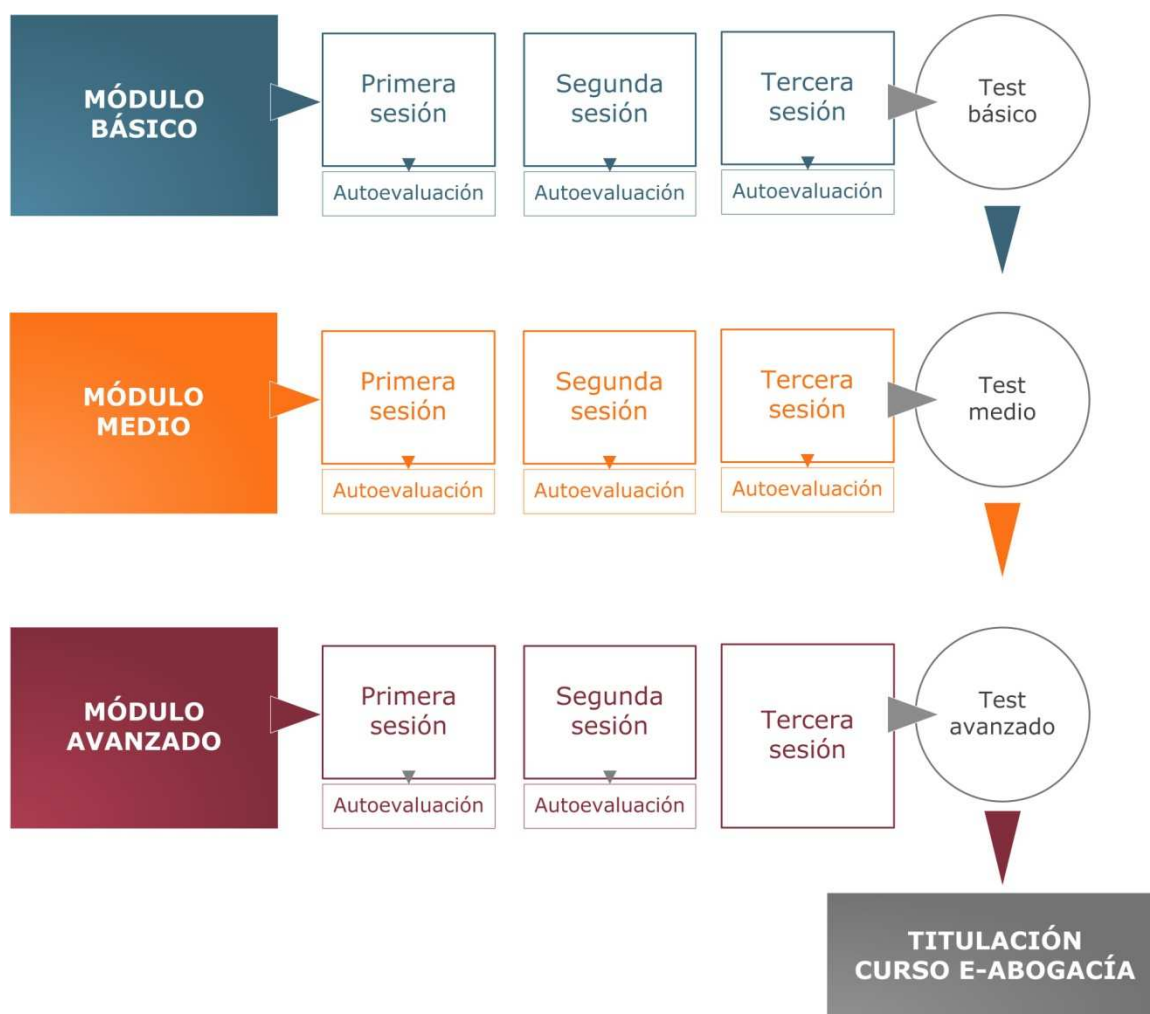 MÓDULO
BÁSICO
Primera
sesión
Autoevaluación
Segunda
sesión
Autoevaluación
Tercera
sesión
Autoevaluación
Test
básico
MÓDULO
MEDIO
Primera
sesión
Autoevaluación
Segunda
sesión
Autoevaluación
Tercera
sesión
Autoevaluación
Test
medio
MÓDULO
AVANZADO
Primera
sesión
Autoevaluación
Segunda
sesión
Autoevaluación
Tercera
sesión
Test
avanzado
TITULACIÓN
CURSO E-ABOGACÍA